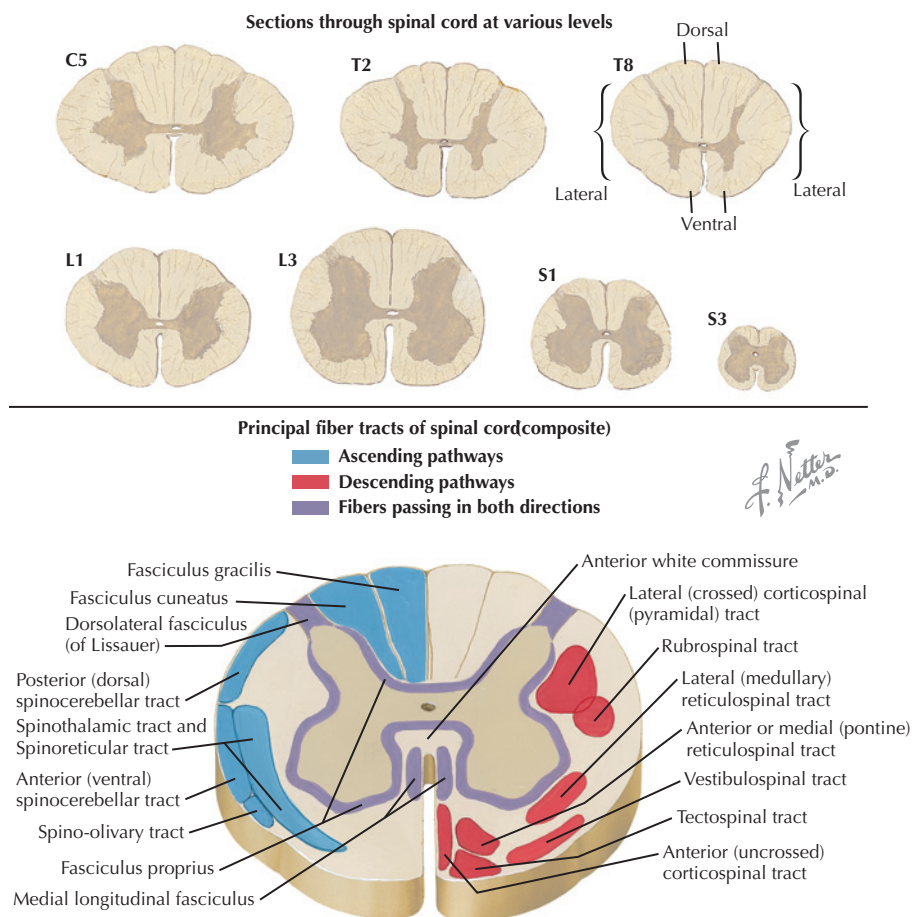 Sections through spinal cord at various levels
C5
T2
T8
Dorsal
Lateral
Lateral
Ventral
L1
L3
S1
S3
Principal fiber tracts of spinal cord(composite)
Ascending pathways
Descending pathways
Fibers passing in both directions
F. Netter
M.D.
Fasciculus gracilis
Fasciculus cuneatus
Dorsolateral fasciculus
(of Lissauer)
Posterior (dorsal)
spinocerebellar tract
Spinothalamic tract and
Spinoreticular tract
Anterior (ventral)
spinocerebellar tract
Spino-olivary tract
Fasciculus proprius
Medial longitudinal fasciculus
Anterior white commissure
Lateral (crossed) corticospinal
(pyramidal) tract
Rubrospinal tract
Lateral (medullary)
reticulospinal tract
Anterior or medial (pontine)
reticulospinal tract
Vestibulospinal tract
Tectospinal tract
Anterior (uncrossed)
corticospinal tract